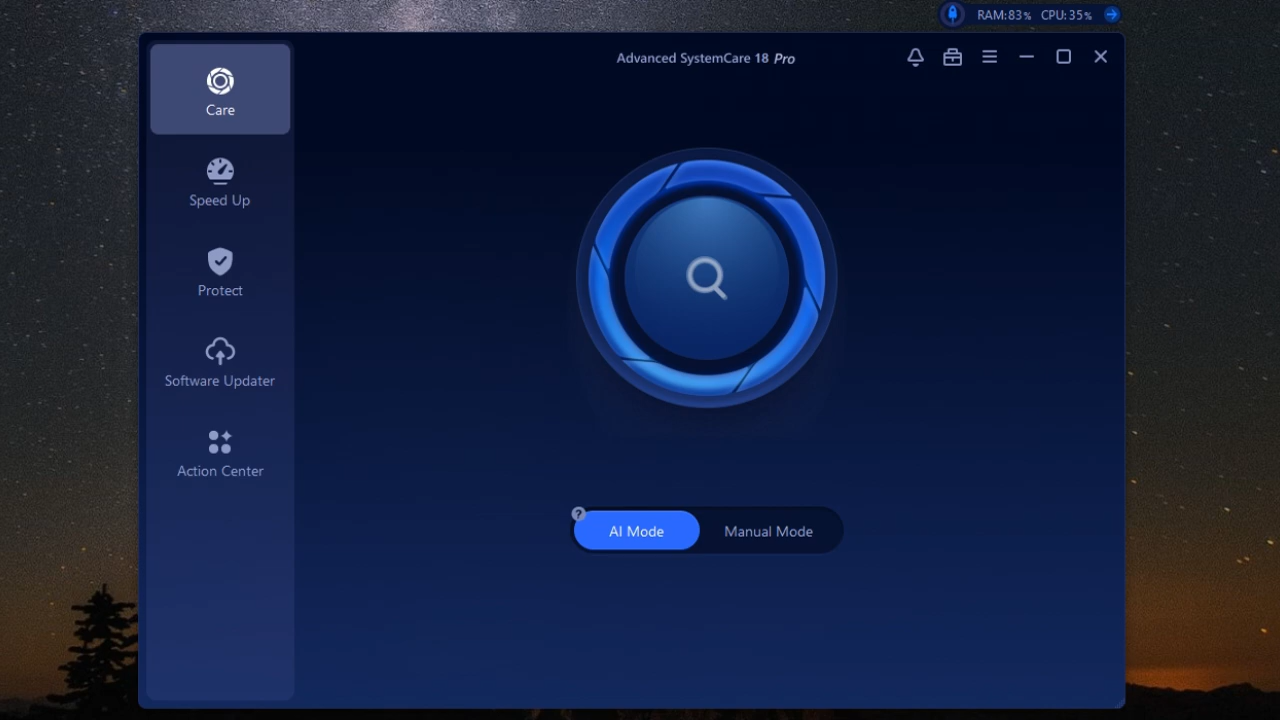 RAM:83% CPU:35%
Advanced SystemCare 18 Pro
Care
Speed Up
Protect
Software Updater
Action Center
?
AI Mode
Manual Mode